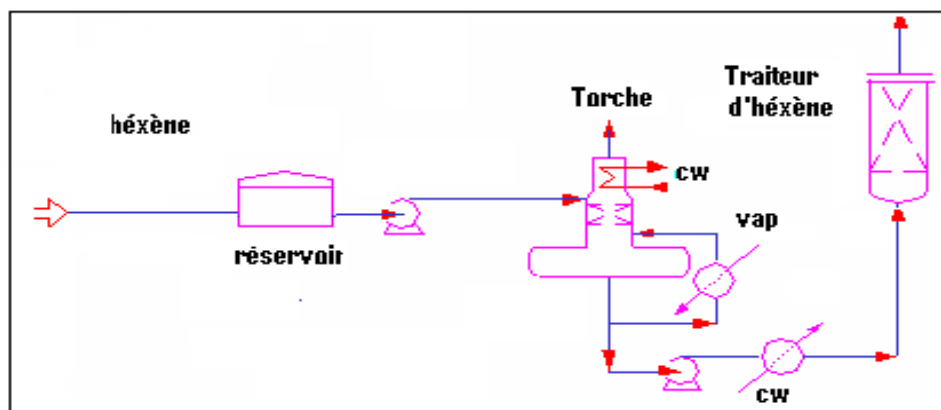 héxène
réservoir
Torche
cw
vap
cw
Traiteur
d'héxène